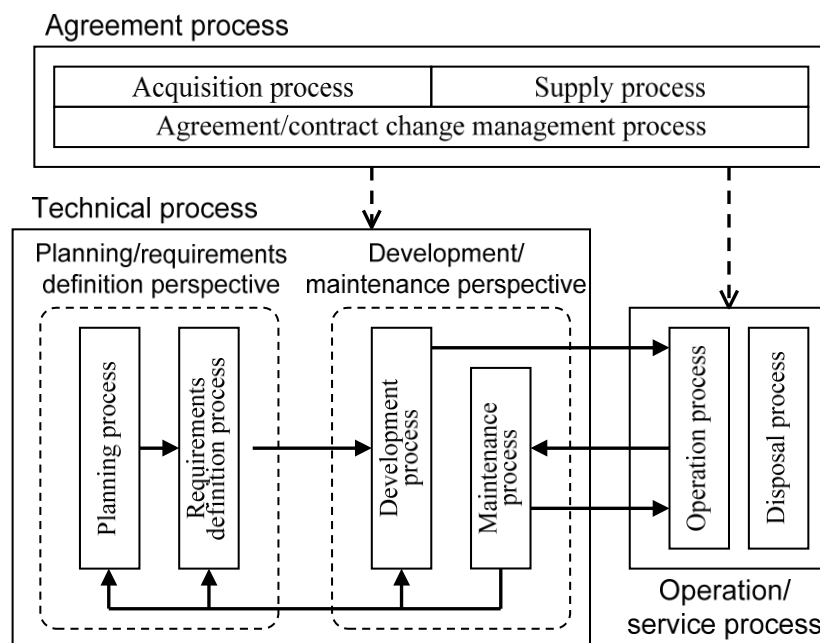 Agreement process
Acquisition process
Supply process
Agreement/contract change management process
Technical process
Planning/requirements
definition perspective
Development/
maintenance perspective
Planning process
Requirements
definition process
Development
process
Maintenance
process
Operation process
Disposal process
Operation/
service process